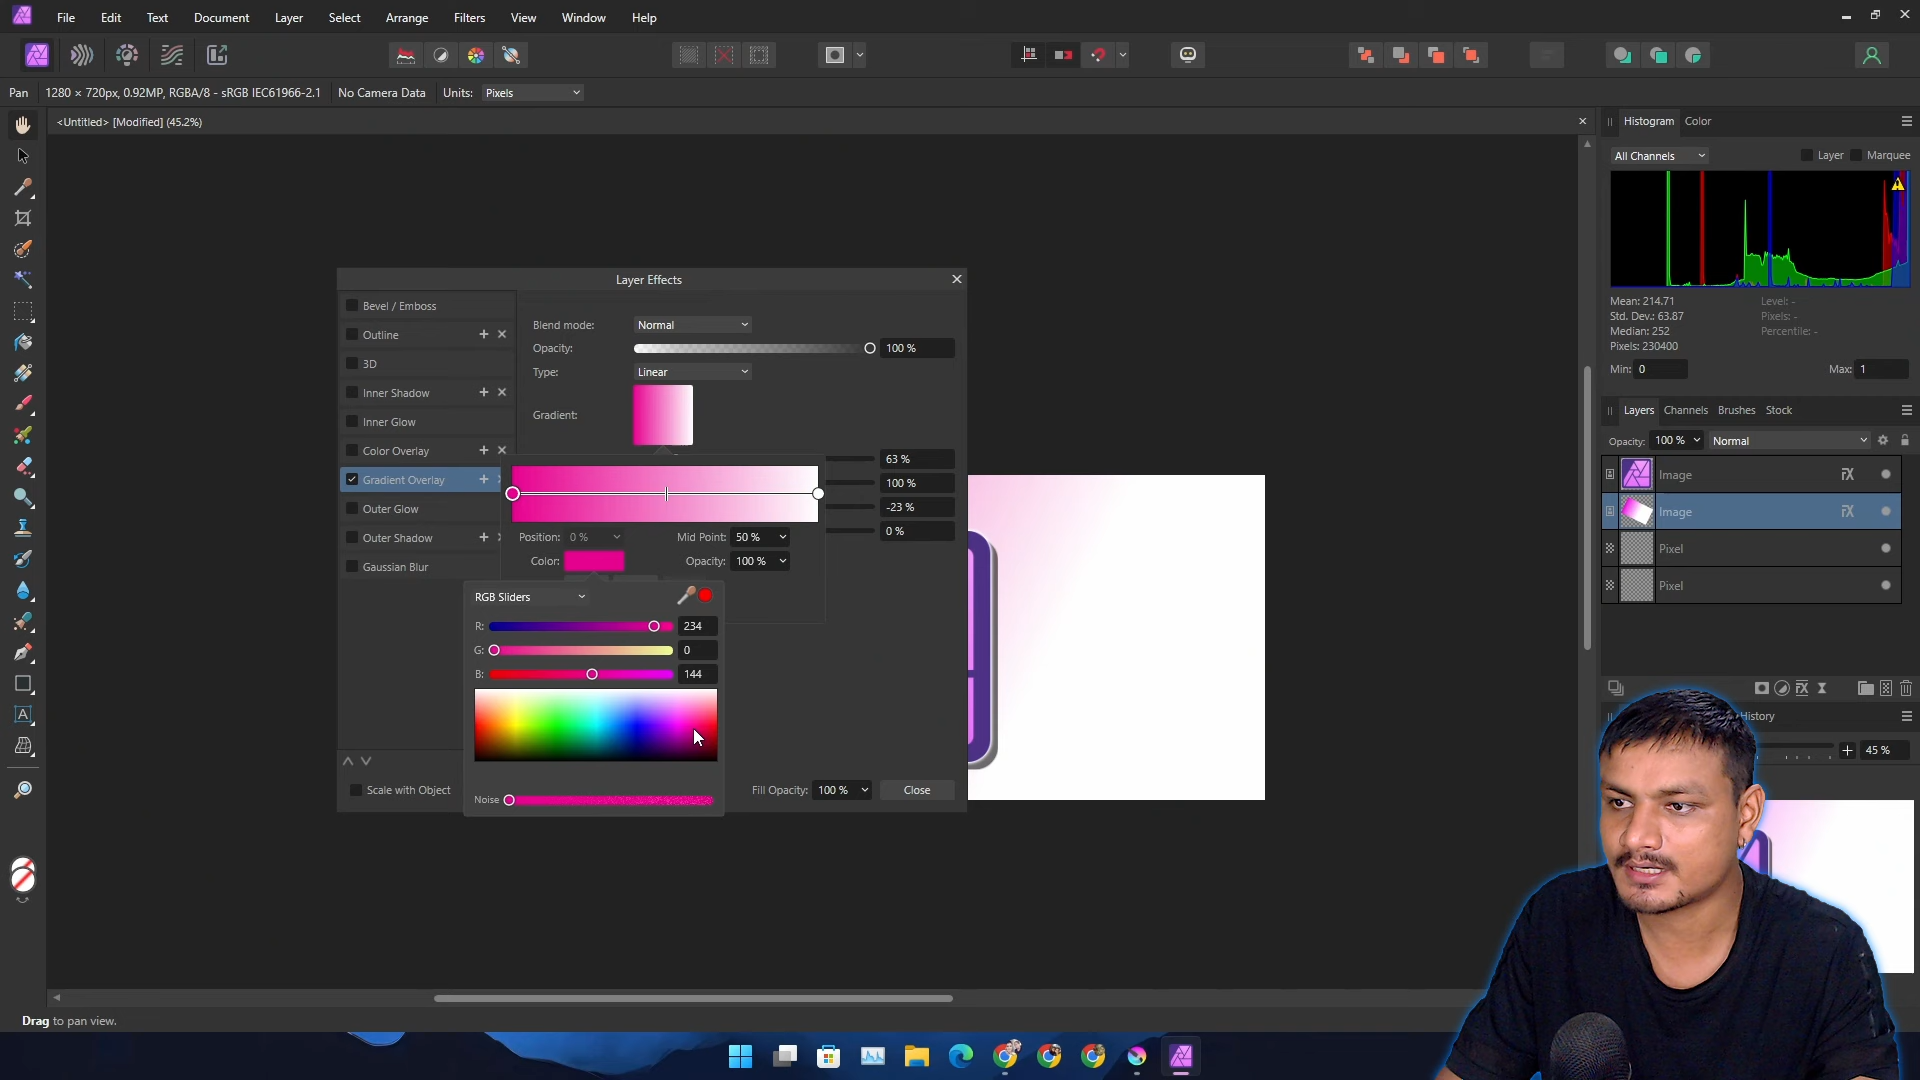 File Edit Text Document Layer Select Arrange Filters View Window Help
Pan 1280 × 720px, 0.92MP, RGBA/8 - sRGB IEC61966-2.1 No Camera Data Units: Pixels
<Untitled> [Modified] (45.2%)
Histogram Color
All Channels Layer Marquee
Mean: 214.71 Level: -
Std. Dev.: 63.87 Pixels: -
Median: 252 Percentile: -
Pixels: 230400
Min: 0 Max: 1
Layers Channels Brushes Stock
Opacity: 100 % Normal
Image
Image
Pixel
Pixel
History
45 %
Layer Effects
Bevel / Emboss
Outline
3D
Inner Shadow
Inner Glow
Color Overlay
Gradient Overlay
Outer Glow
Outer Shadow
Gaussian Blur
Scale with Object
Blend mode: Normal
Opacity: 100 %
Type: Linear
Gradient:
63 %
100 %
-23 %
0 %
Position: 0 % Mid Point: 50 %
Color: Opacity: 100 %
RGB Sliders
R: 234
G: 0
B: 144
Noise
Fill Opacity: 100 % Close
Drag to pan view.